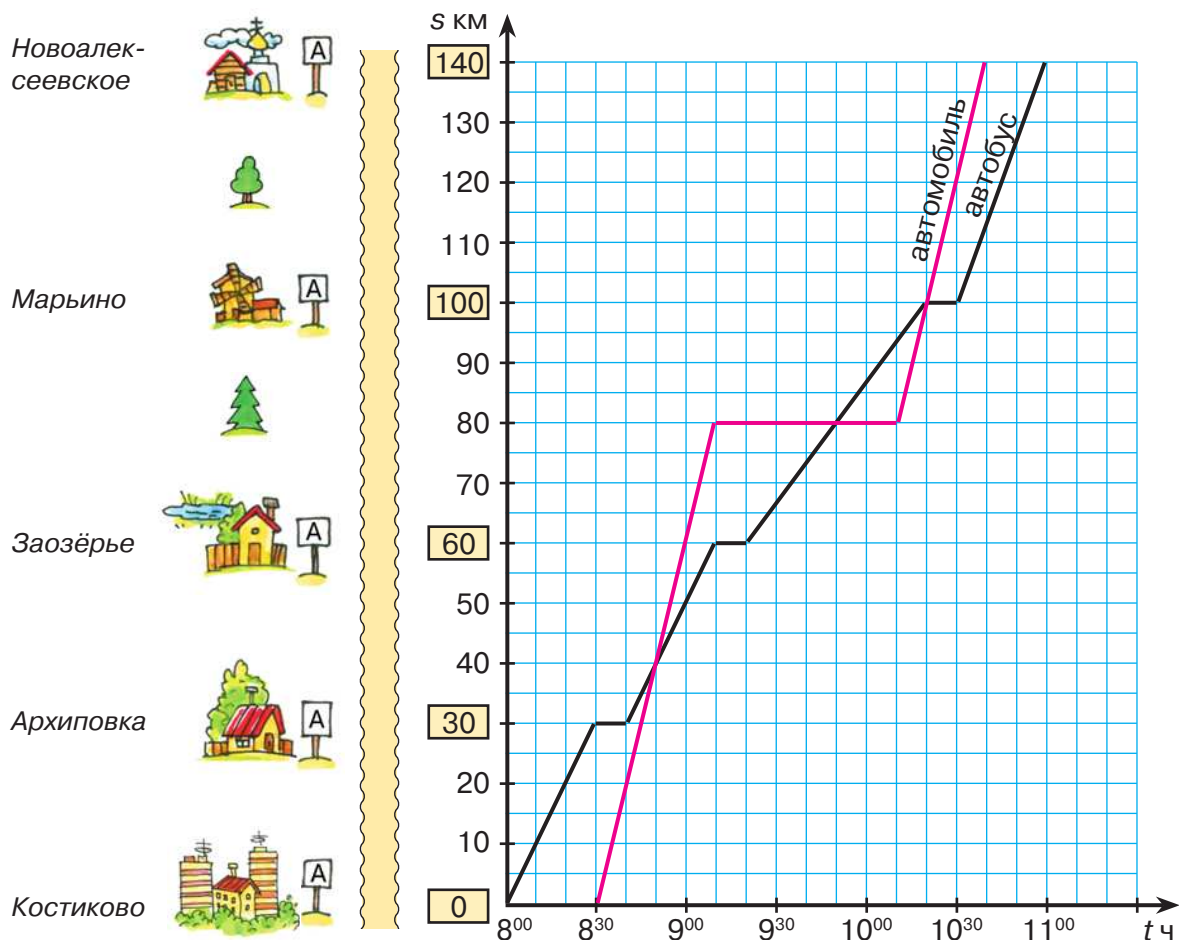 s км
Новоалек-
сеевское
А
140
130
120
110
автомобиль
автобус
Марьино
А
100
90
80
70
Заозёрье
А
60
50
40
Архиповка
А
30
20
10
Костиково
А
0
8⁰⁰ 8³⁰ 9⁰⁰ 9³⁰ 10⁰⁰ 10³⁰ 11⁰⁰ t ч